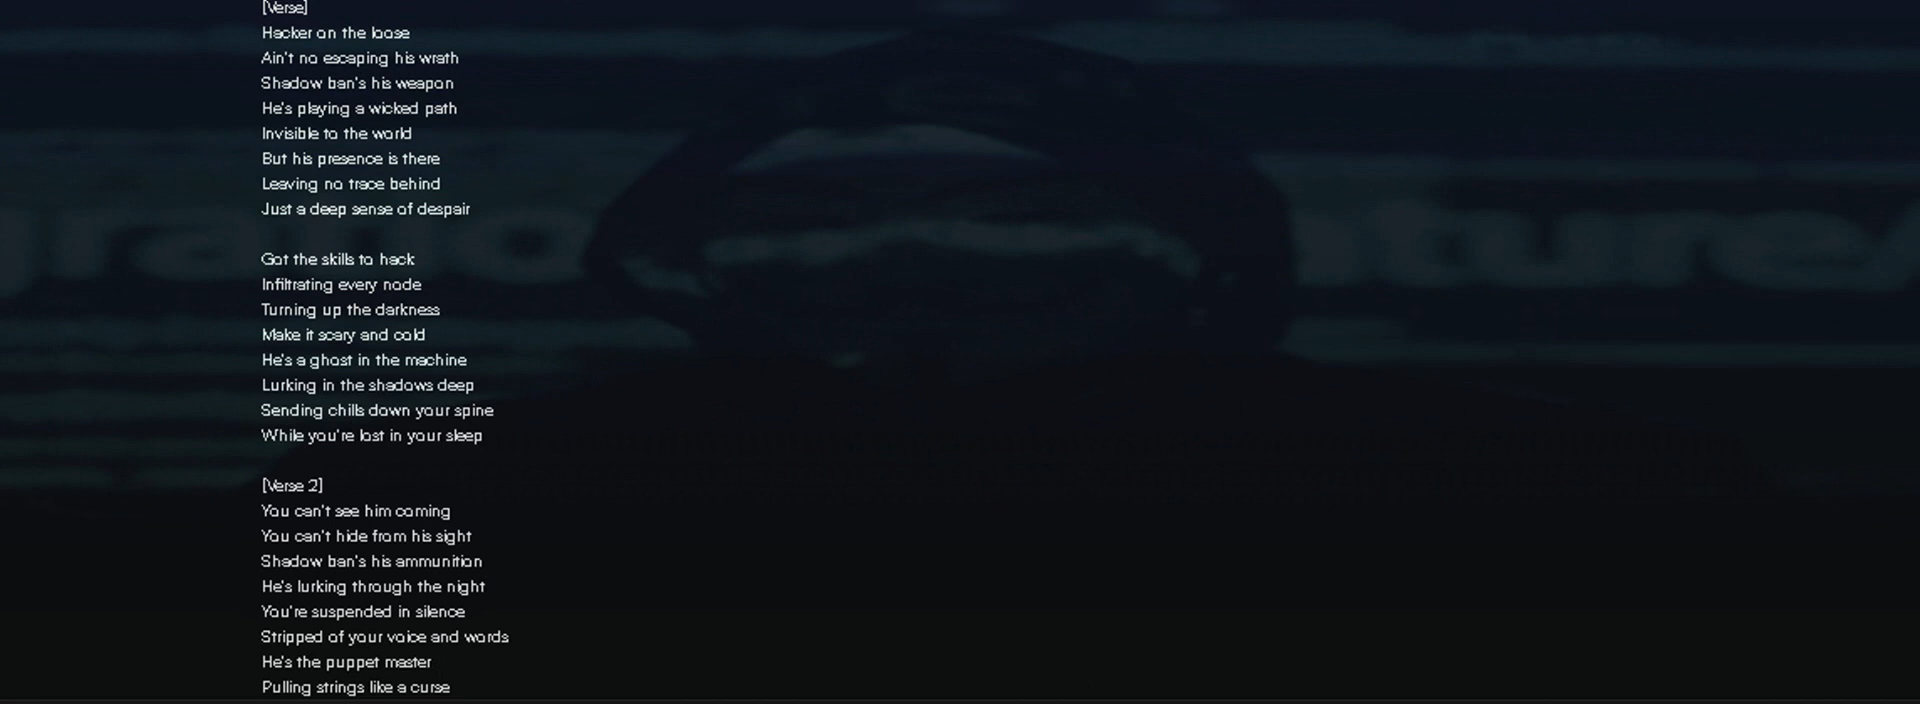 [Verse]
Hacker on the loose
Ain't no escaping his wrath
Shadow ban's his weapon
He's playing a wicked path
Invisible to the world
But his presence is there
Leaving no trace behind
Just a deep sense of despair

Got the skills to hack
Infiltrating every node
Turning up the darkness
Make it scary and cold
He's a ghost in the machine
Lurking in the shadows deep
Sending chills down your spine
While you're lost in your sleep

[Verse 2]
You can't see him coming
You can't hide from his sight
Shadow ban's his ammunition
He's lurking through the night
You're suspended in silence
Stripped of your voice and words
He's the puppet master
Pulling strings like a curse